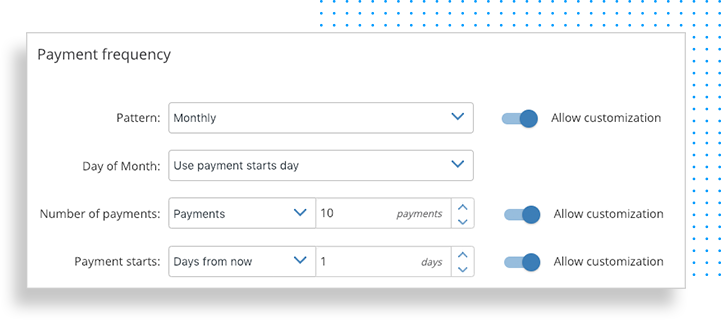 Payment frequency
Pattern: Monthly Allow customization
Day of Month: Use payment starts day
Number of payments: Payments 10 payments Allow customization
Payment starts: Days from now 1 days Allow customization